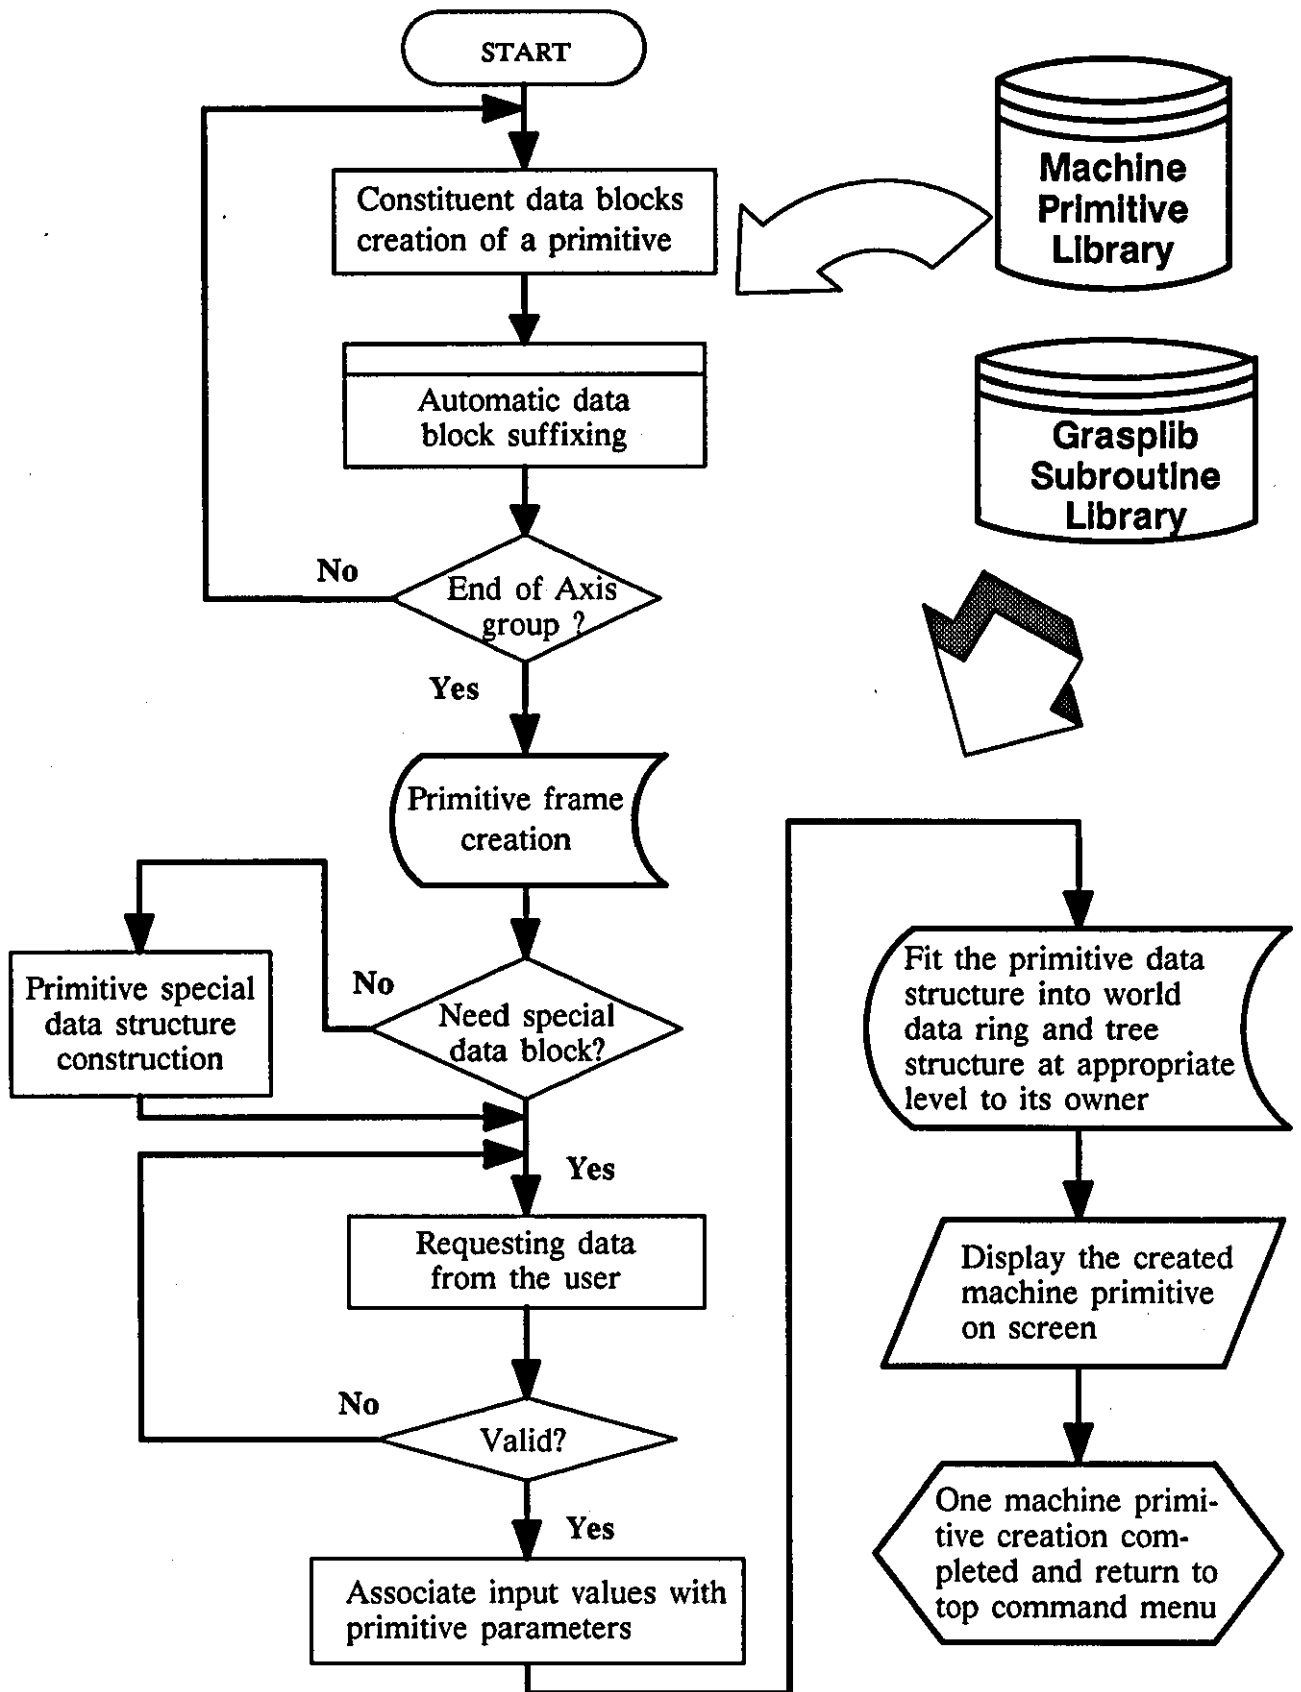 START
Machine
Primitive
Library
Constituent data blocks
creation of a primitive
Automatic data
block suffixing
Grasplib
Subroutine
Library
No
End of Axis
group ?
Yes
Primitive frame
creation
No
Need special
data block?
Primitive special
data structure
construction
Yes
Requesting data
from the user
No
Valid?
Yes
Associate input values with
primitive parameters
Fit the primitive data
structure into world
data ring and tree
structure at appropriate
level to its owner
Display the created
machine primitive
on screen
One machine primi-
tive creation com-
pleted and return to
top command menu